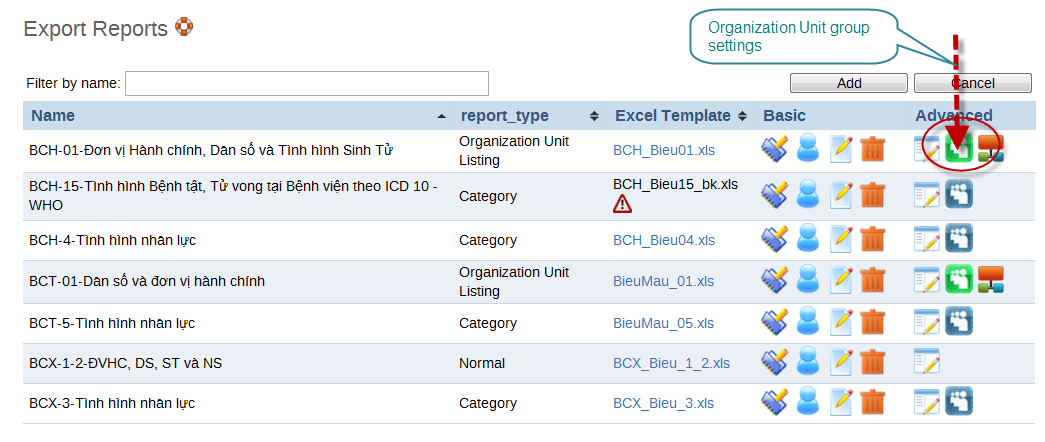 Export Reports
Organization Unit group
settings
Filter by name:
Add
Cancel
Name
report_type
Excel Template
Basic
Advanced
BCH-01-Đơn vị Hành chính, Dân số và Tình hình Sinh Tử
Organization Unit
Listing
BCH_Bieu01.xls
BCH-15-Tình hình Bệnh tật, Tử vong tại Bệnh viện theo ICD 10 -
WHO
Category
BCH_Bieu15_bk.xls
BCH-4-Tình hình nhân lực
Category
BCH_Bieu04.xls
BCT-01-Dân số và đơn vị hành chính
Organization Unit
Listing
BieuMau_01.xls
BCT-5-Tình hình nhân lực
Category
BieuMau_05.xls
BCX-1-2-ĐVHC, DS, ST và NS
Normal
BCX_Bieu_1_2.xls
BCX-3-Tình hình nhân lực
Category
BCX_Bieu_3.xls